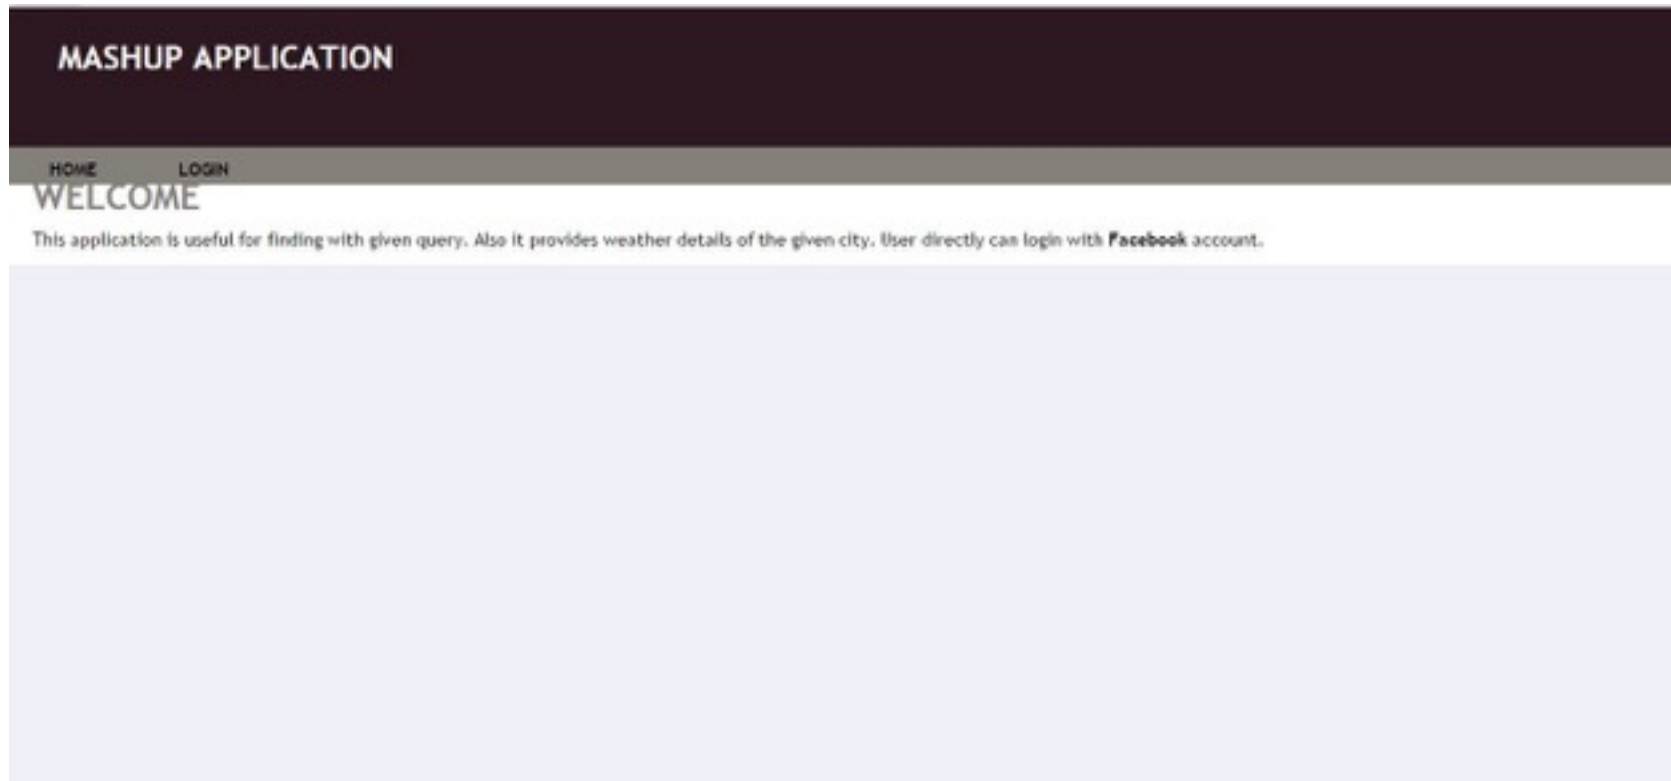 MASHUP APPLICATION
HOME LOGIN
WELCOME
This application is useful for finding with given query. Also it provides weather details of the given city. User directly can login with Facebook account.